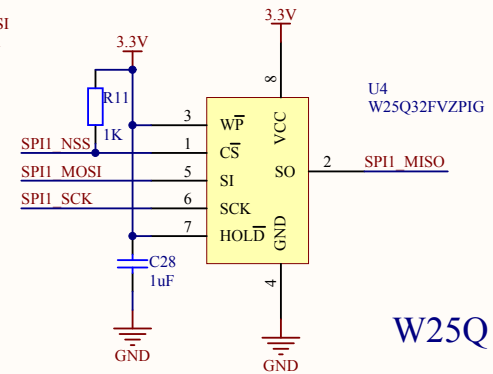 SI
3.3V
3.3V
8
U4
W25Q32FVZPIG
R11
1K
3
WP
VCC
SPI1_NSS
1
CS
SO
2
SPI1_MISO
SPI1_MOSI
5
SI
SPI1_SCK
6
SCK
7
HOLD
GND
C28
1uF
4
GND
GND
W25Q